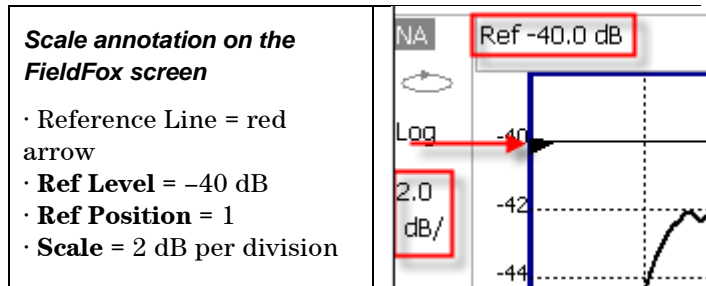 Scale annotation on the
FieldFox screen
· Reference Line = red
arrow
· Ref Level = −40 dB
· Ref Position = 1
· Scale = 2 dB per division
NA
Ref -40.0 dB
Log
-40
2.0
dB/
-42
-44